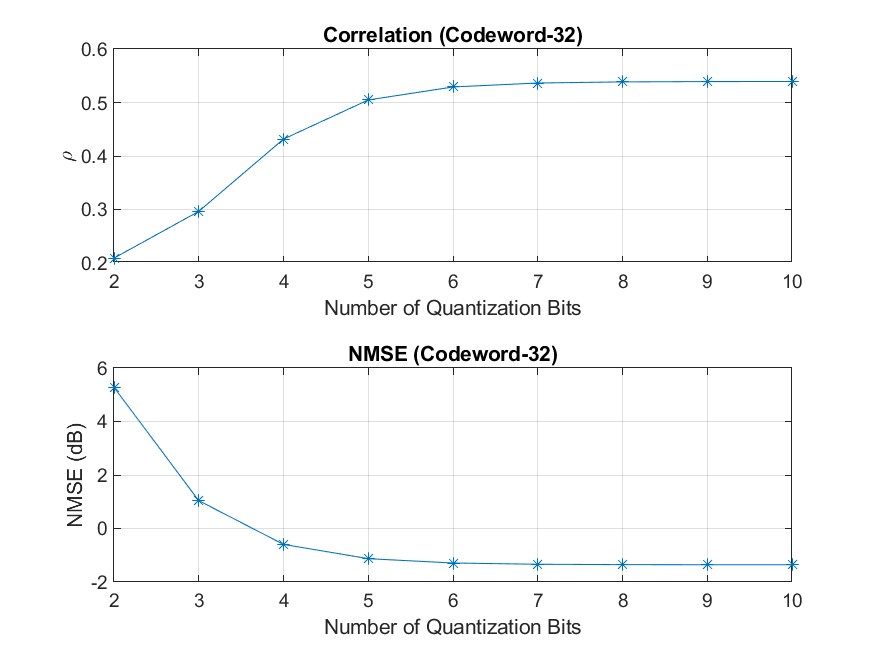 Correlation (Codeword-32)
0.6
0.5
0.4
0.3
0.2
ρ
2 3 4 5 6 7 8 9 10
Number of Quantization Bits
NMSE (Codeword-32)
6
4
2
0
-2
NMSE (dB)
2 3 4 5 6 7 8 9 10
Number of Quantization Bits